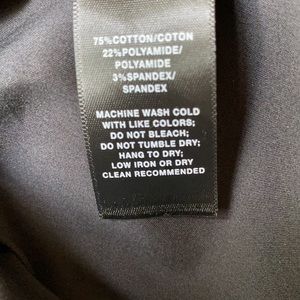 75%COTTON/COTON
22%POLYAMIDE/
POLYAMIDE
3%SPANDEX/
SPANDEX
MACHINE WASH COLD
WITH LIKE COLORS;
DO NOT BLEACH;
DO NOT TUMBLE DRY;
HANG TO DRY;
LOW IRON OR DRY
CLEAN RECOMMENDED